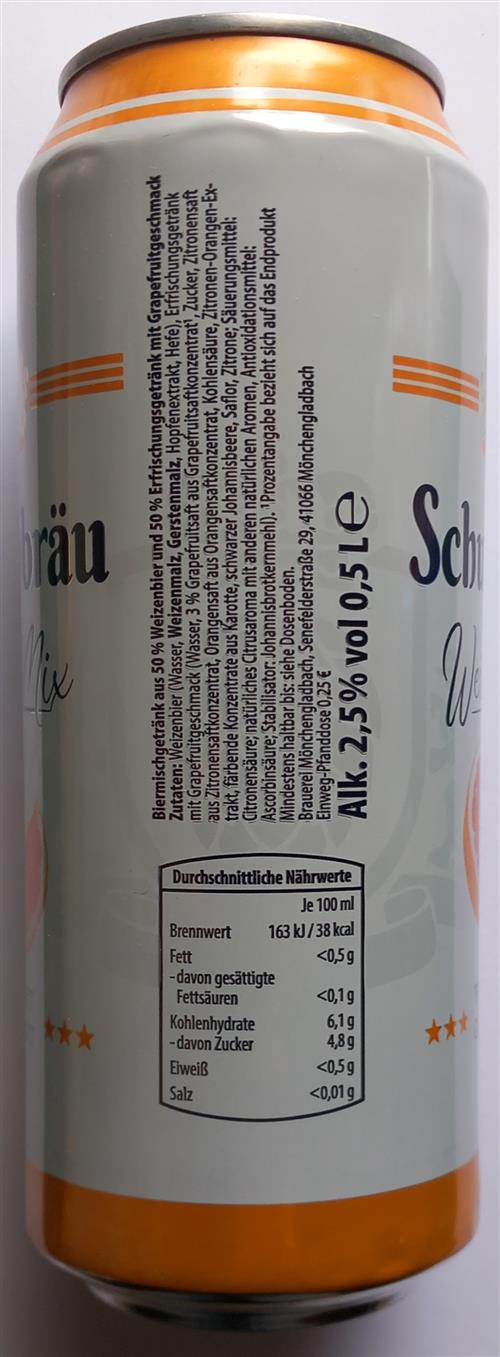 Biermischgetränk aus 50 % Weizenbier und 50 % Erfrischungsgetränk mit Grapefruitgeschmack
Zutaten: Weizenbier (Wasser, Weizenmalz, Gerstenmalz, Hopfenextrakt, Hefe), Erfrischungsgetränk
mit Grapefruitgeschmack (Wasser, 3 % Grapefruitsaft aus Grapefruitsaftkonzentrat¹, Zucker, Zitronensaft
aus Zitronensaftkonzentrat, Orangensaft aus Orangensaftkonzentrat, Kohlensäure, Zitronen-Orangen-Ex-
trakt, färbende Konzentrate aus Karotte, schwarzer Johannisbeere, Saflor, Zitrone; Säuerungsmittel:
Citronensäure; natürliches Citrusaroma mit anderen natürlichen Aromen, Antioxidationsmittel:
Ascorbinsäure; Stabilisator: Johannisbrotkernmehl). ¹Prozentangabe bezieht sich auf das Endprodukt
Mindestens haltbar bis: siehe Dosenboden.
Brauerei Mönchengladbach, Senefelderstraße 29, 41066 Mönchengladbach
Einweg-Pfanddose 0,25 €
Alk. 2,5% vol 0,5 L e
bräu
Mix
Sch
We
Durchschnittliche Nährwerte
Je 100 ml
Brennwert 163 kJ / 38 kcal
Fett <0,5 g
- davon gesättigte
Fettsäuren <0,1 g
Kohlenhydrate 6,1 g
- davon Zucker 4,8 g
Eiweiß <0,5 g
Salz <0,01 g